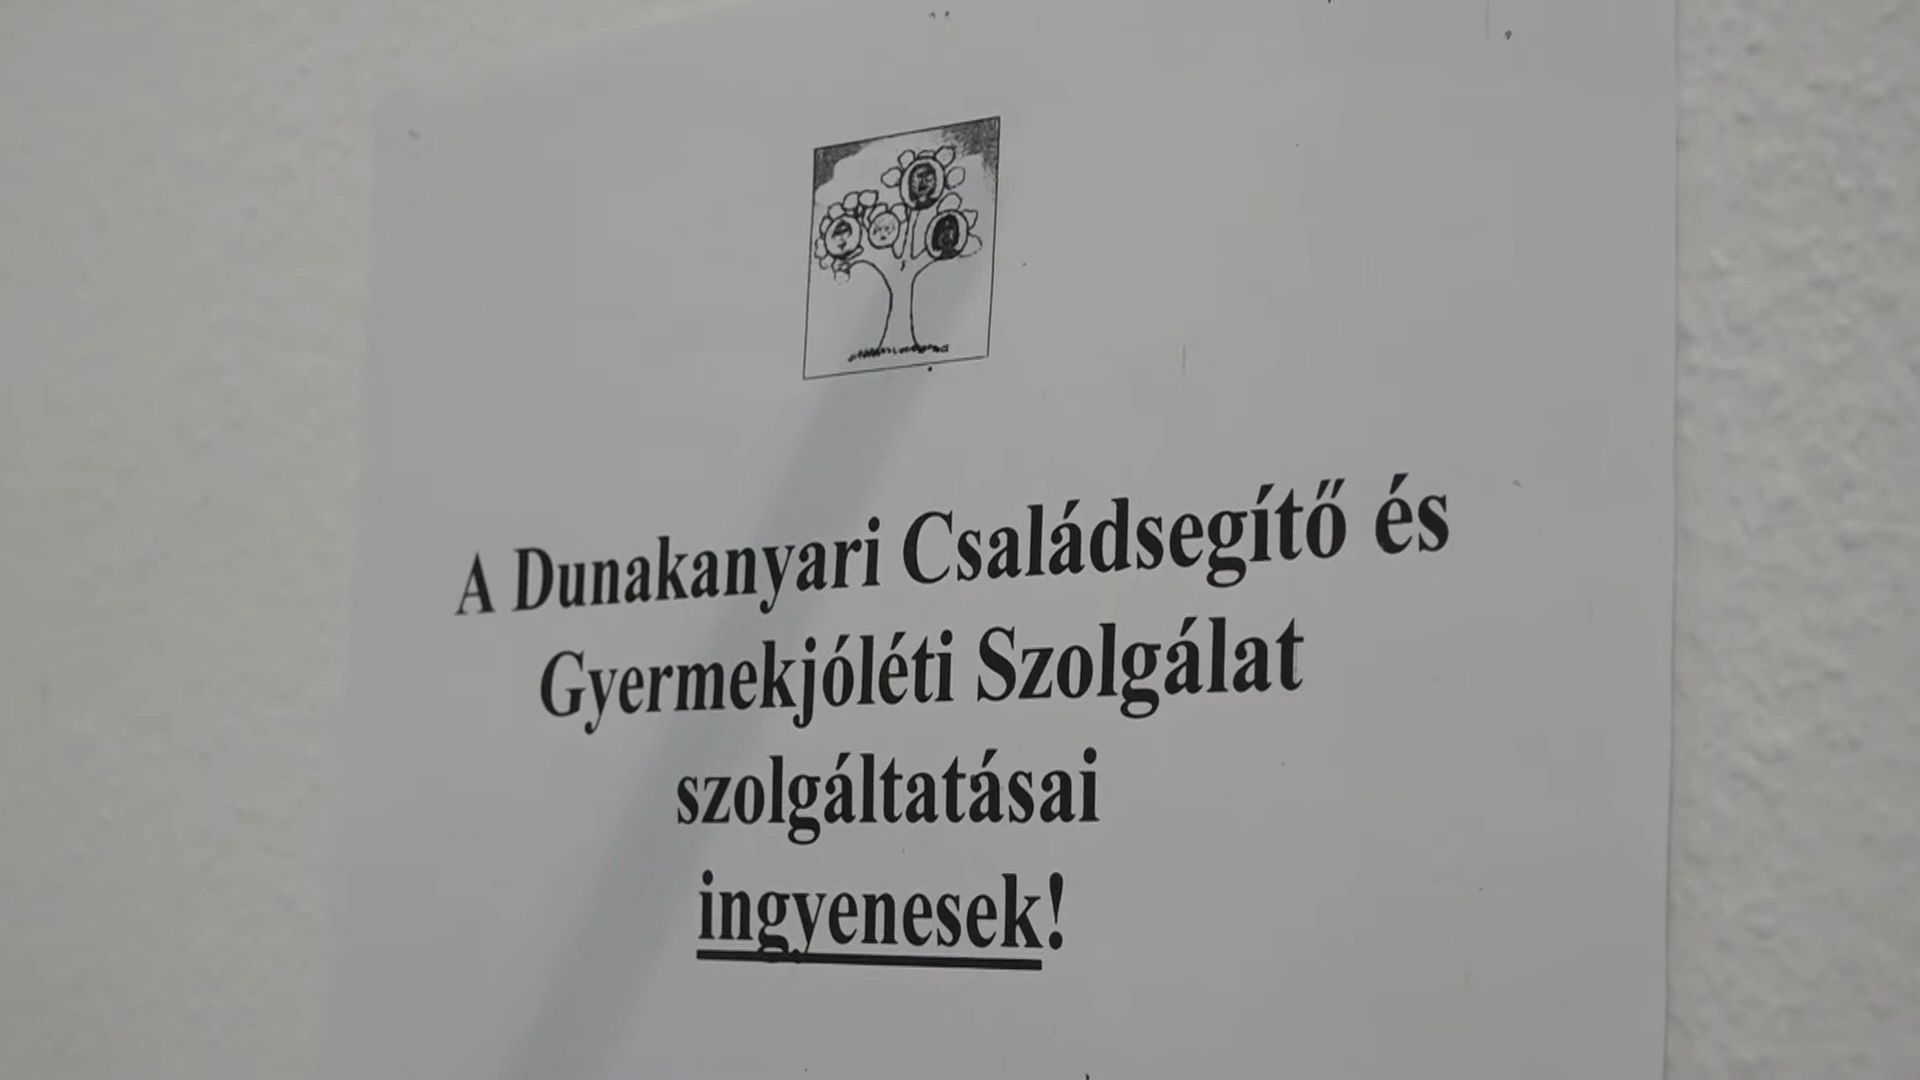 A Dunakanyari Családsegítő és
Gyermekjóléti Szolgálat
szolgáltatásai
ingyenesek!